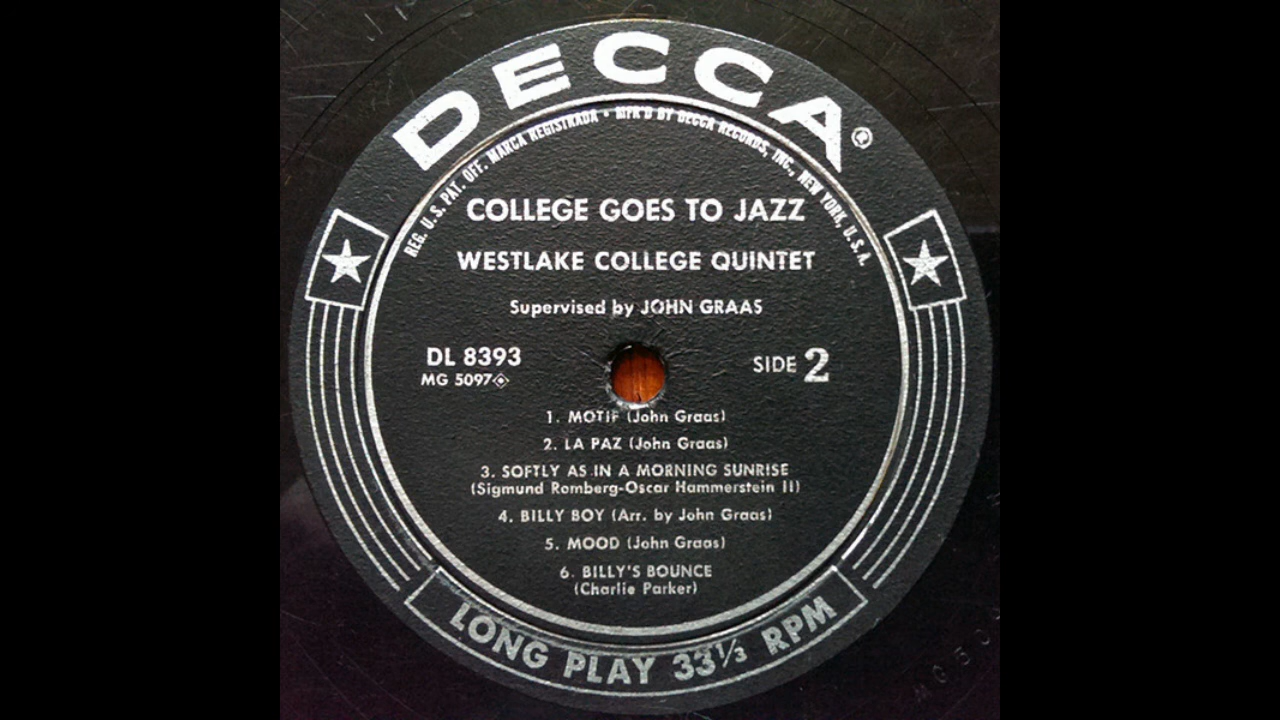 DECCA®
REG. U.S. PAT. OFF. MARCA REGISTRADA • MFR'D BY DECCA RECORDS, INC., NEW YORK, U.S.A.
COLLEGE GOES TO JAZZ
WESTLAKE COLLEGE QUINTET
Supervised by JOHN GRAAS
DL 8393
MG 5097
SIDE 2
1. MOTIF (John Graas)
2. LA PAZ (John Graas)
3. SOFTLY AS IN A MORNING SUNRISE
(Sigmund Romberg-Oscar Hammerstein II)
4. BILLY BOY (Arr. by John Graas)
5. MOOD (John Graas)
6. BILLY'S BOUNCE
(Charlie Parker)
LONG PLAY 33⅓ RPM